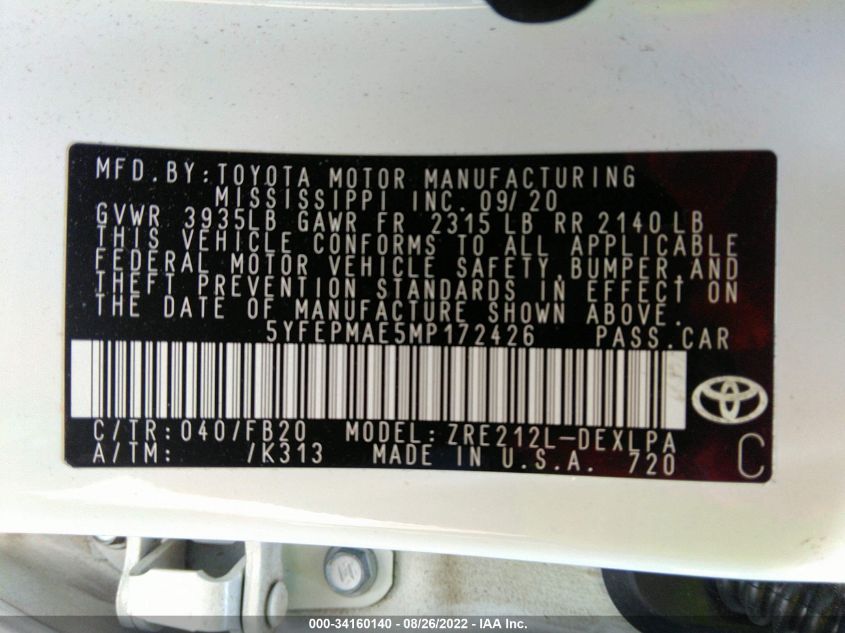 MFD.BY:TOYOTA MOTOR MANUFACTURING
MISSISSIPPI INC. 09/20
GVWR 3935LB GAWR FR 2315 LB RR 2140 LB
THIS VEHICLE CONFORMS TO ALL APPLICABLE
FEDERAL MOTOR VEHICLE SAFETY,BUMPER,AND
THEFT PREVENTION STANDARDS IN EFFECT ON
THE DATE OF MANUFACTURE SHOWN ABOVE.
5YFEPMAE5MP172426 PASS.CAR
C/TR:040/FB20 MODEL:ZRE212L-DEXLPA
A/TM: /K313 MADE IN U.S.A. 720 C
000-34160140 - 08/26/2022 - IAA Inc.